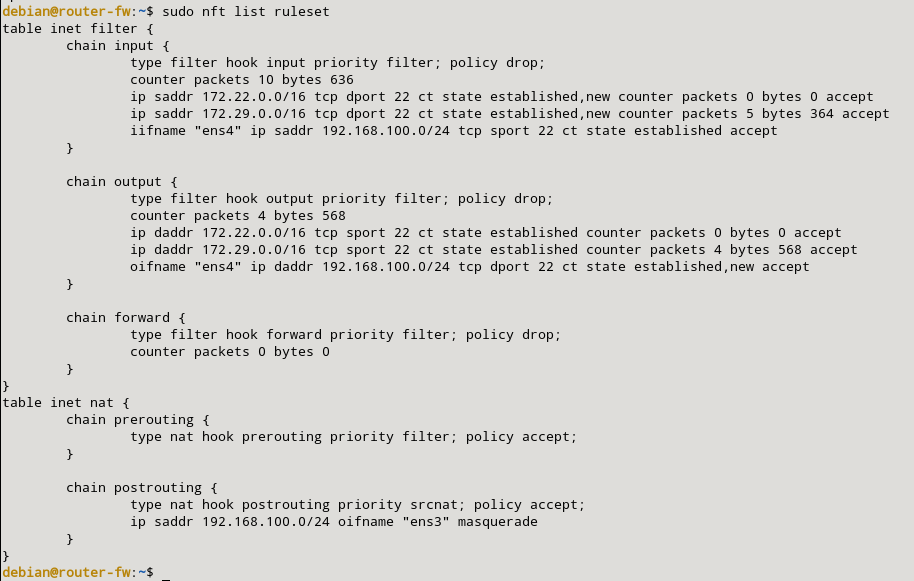 debian@router-fw:~$ sudo nft list ruleset
table inet filter {
        chain input {
                type filter hook input priority filter; policy drop;
                counter packets 10 bytes 636
                ip saddr 172.22.0.0/16 tcp dport 22 ct state established,new counter packets 0 bytes 0 accept
                ip saddr 172.29.0.0/16 tcp dport 22 ct state established,new counter packets 5 bytes 364 accept
                iifname "ens4" ip saddr 192.168.100.0/24 tcp sport 22 ct state established accept
        }

        chain output {
                type filter hook output priority filter; policy drop;
                counter packets 4 bytes 568
                ip daddr 172.22.0.0/16 tcp sport 22 ct state established counter packets 0 bytes 0 accept
                ip daddr 172.29.0.0/16 tcp sport 22 ct state established counter packets 4 bytes 568 accept
                oifname "ens4" ip daddr 192.168.100.0/24 tcp dport 22 ct state established,new accept
        }

        chain forward {
                type filter hook forward priority filter; policy drop;
                counter packets 0 bytes 0
        }
}
table inet nat {
        chain prerouting {
                type nat hook prerouting priority filter; policy accept;
        }

        chain postrouting {
                type nat hook postrouting priority srcnat; policy accept;
                ip saddr 192.168.100.0/24 oifname "ens3" masquerade
        }
}
debian@router-fw:~$